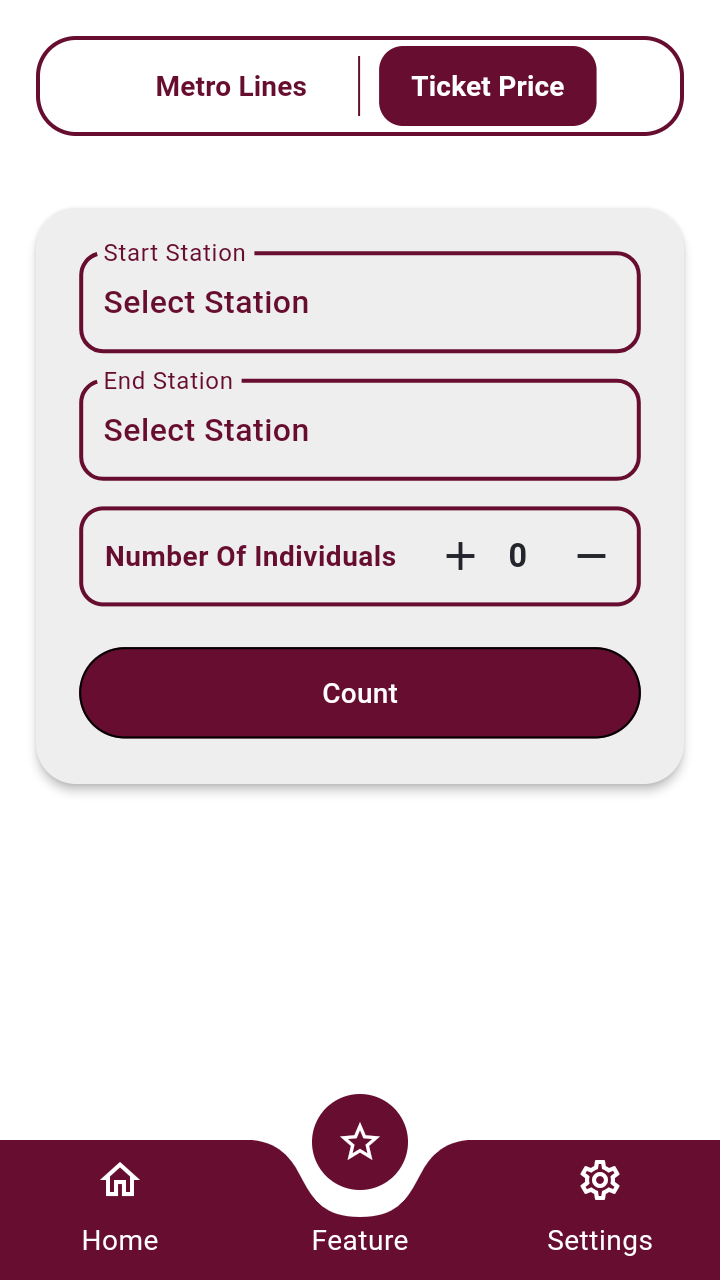 Metro Lines Ticket Price
Start Station
Select Station
End Station
Select Station
Number Of Individuals + 0 −
Count
Home Feature Settings